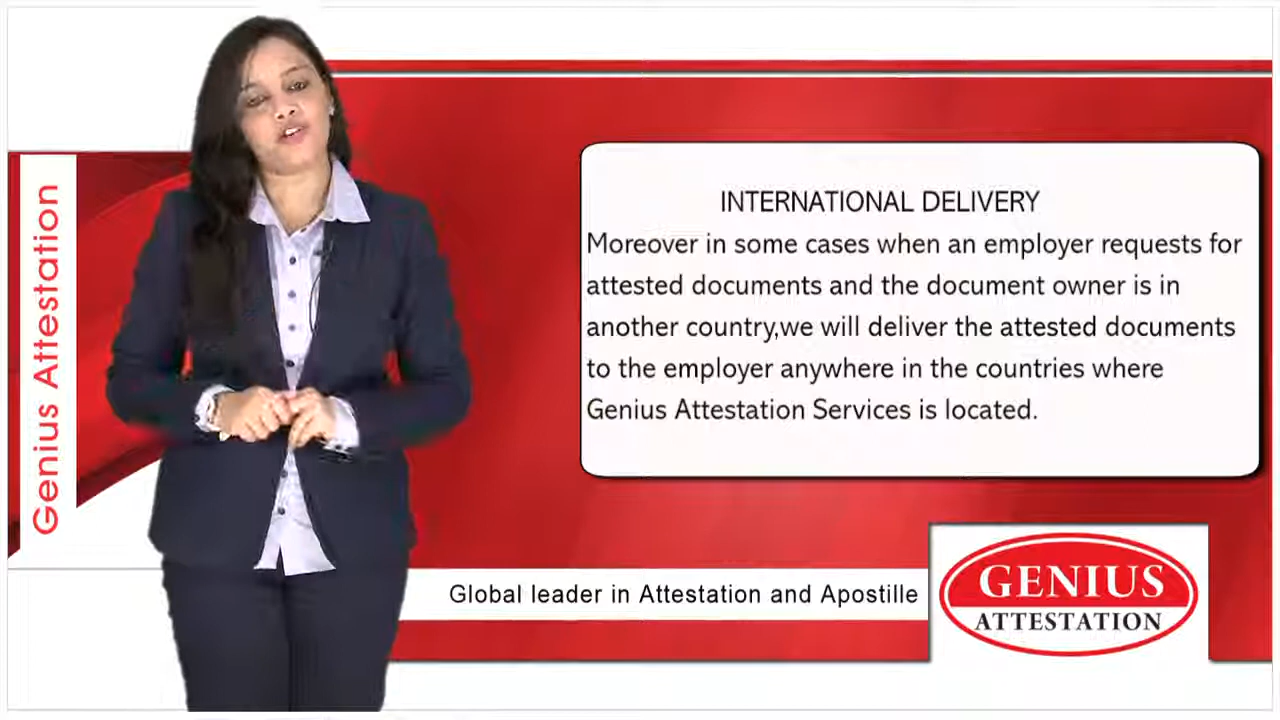 Genius Attestation
INTERNATIONAL DELIVERY
Moreover in some cases when an employer requests for
attested documents and the document owner is in
another country,we will deliver the attested documents
to the employer anywhere in the countries where
Genius Attestation Services is located.
Global leader in Attestation and Apostille
GENIUS
ATTESTATION